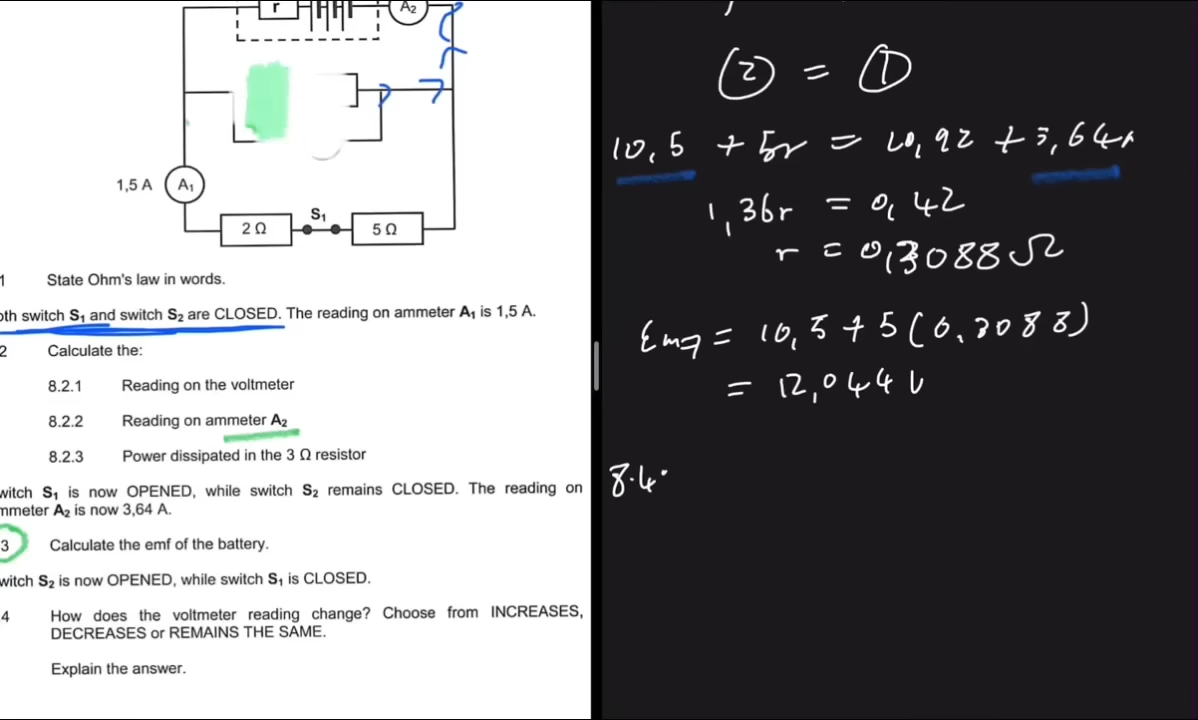 r
A2
1,5 A
A1
2 Ω
S1
5 Ω
1 State Ohm's law in words.
oth switch S1 and switch S2 are CLOSED. The reading on ammeter A1 is 1,5 A.
2 Calculate the:
8.2.1 Reading on the voltmeter
8.2.2 Reading on ammeter A2
8.2.3 Power dissipated in the 3 Ω resistor
witch S1 is now OPENED, while switch S2 remains CLOSED. The reading on
mmeter A2 is now 3,64 A.
3 Calculate the emf of the battery.
witch S2 is now OPENED, while switch S1 is CLOSED.
4 How does the voltmeter reading change? Choose from INCREASES,
DECREASES or REMAINS THE SAME.
Explain the answer.
② = ①
10,5 + 5r = 10,92 + 3,64r
1,36r = 0,42
r = 0,3088 Ω
Emf = 10,5 + 5(0.3088)
= 12,044 V
8.4.